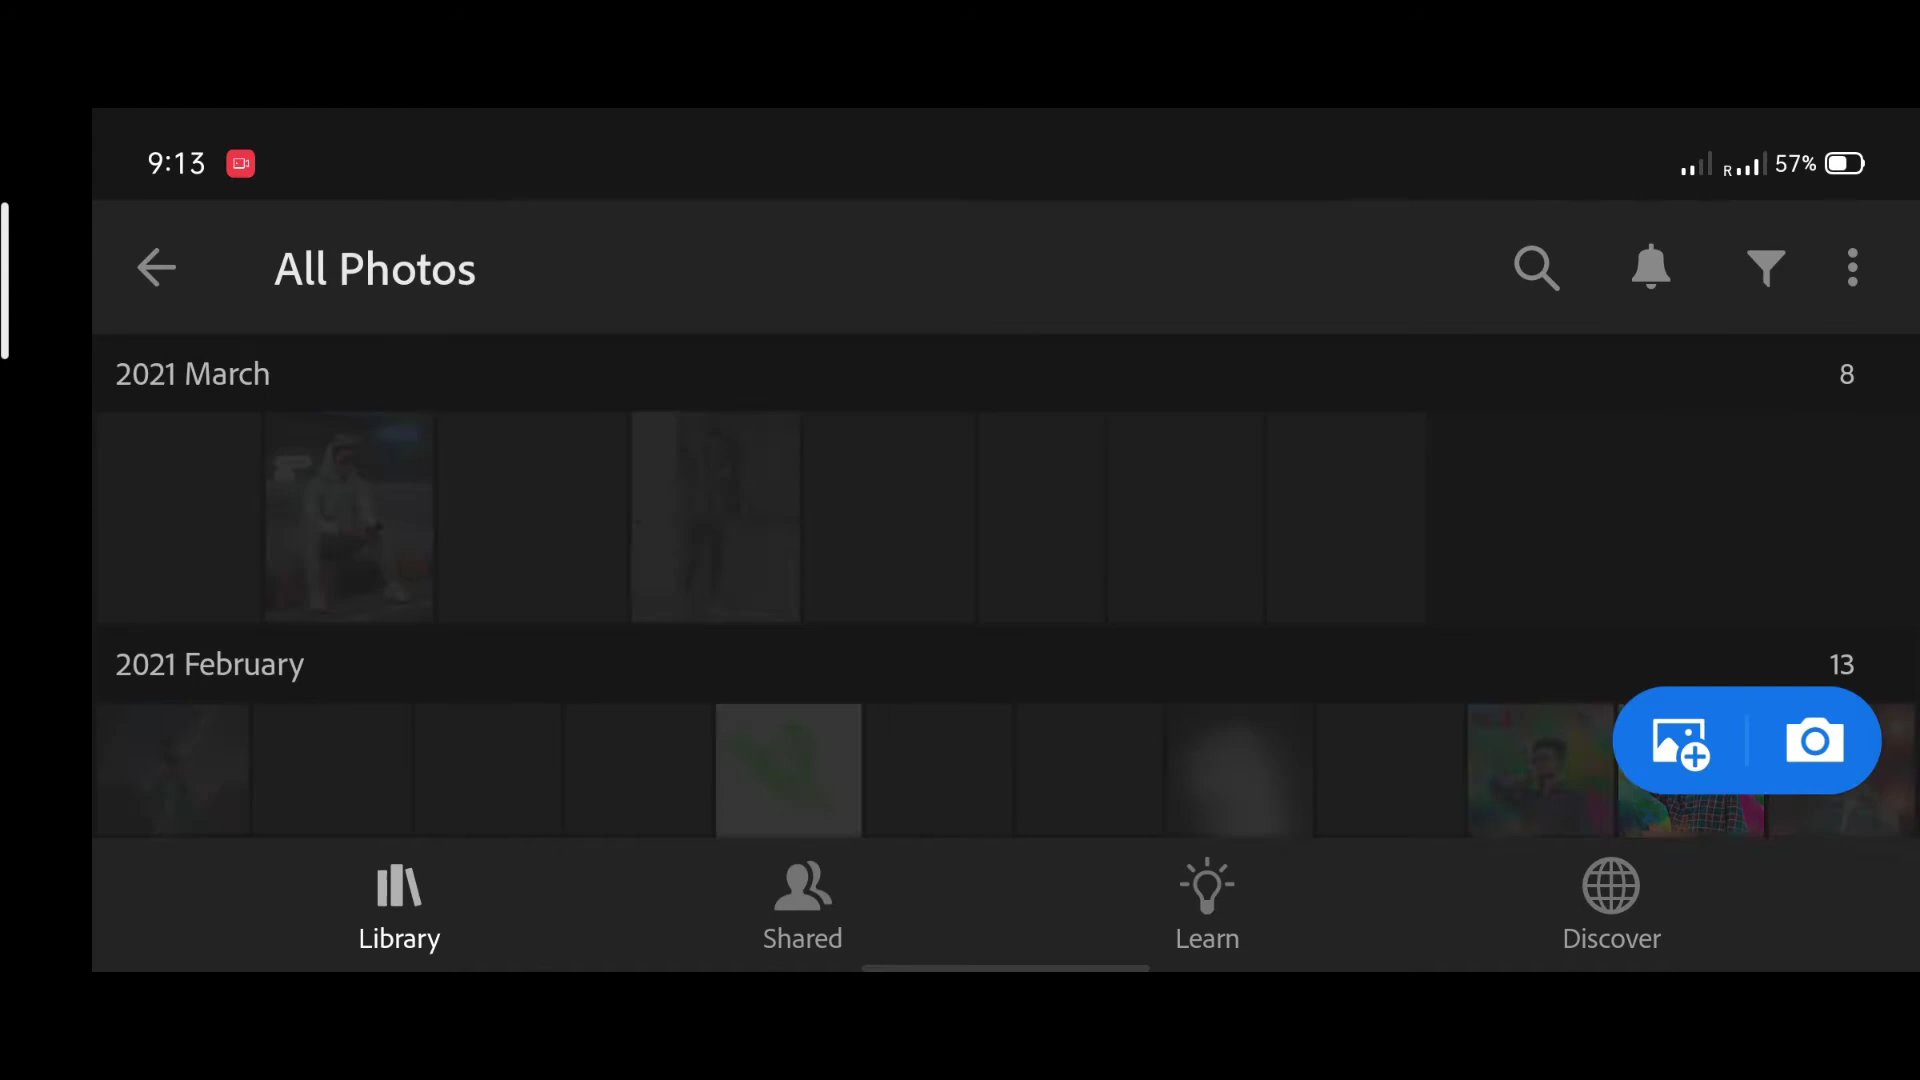 9:13
R 57%
All Photos
2021 March 8
2021 February 13
Library Shared Learn Discover